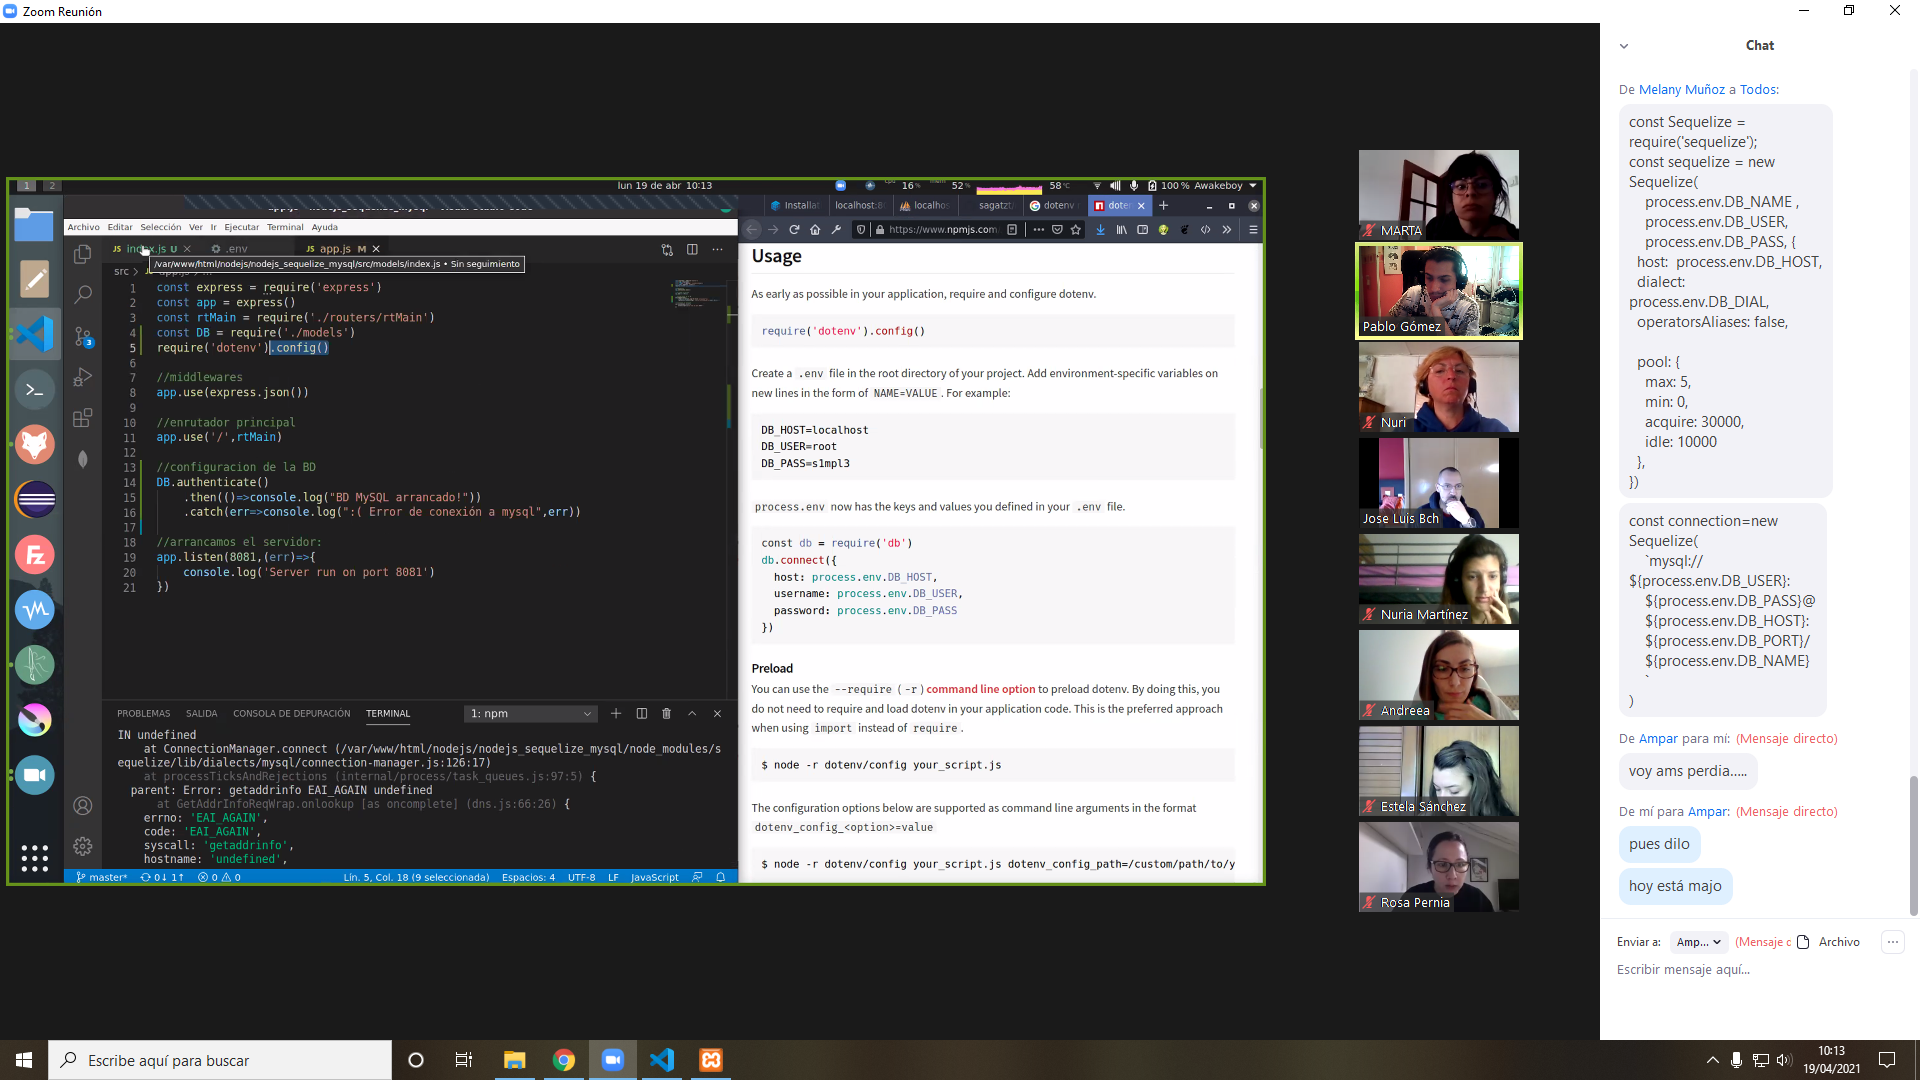 Zoom Reunión
1 2
lun 19 de abr 10:13
16%
52%
58°C
100 %
Awakeboy
Archivo Editar Selección Ver Ir Ejecutar Terminal Ayuda
index.js U
.env
app.js M
/var/www/html/nodejs/nodejs_sequelize_mysql/src/models/index.js • Sin seguimiento
src >
1 const express = require('express')
2 const app = express()
3 const rtMain = require('./routers/rtMain')
4 const DB = require('./models')
5 require('dotenv').config()
6
7 //middlewares
8 app.use(express.json())
9
10 //enrutador principal
11 app.use('/',rtMain)
12
13 //configuracion de la BD
14 DB.authenticate()
15 .then(()=>console.log("BD MySQL arrancado!"))
16 .catch(err=>console.log(":( Error de conexión a mysql",err))
17
18 //arrancamos el servidor:
19 app.listen(8081,(err)=>{
20 console.log('Server run on port 8081')
21 })
3
PROBLEMAS SALIDA CONSOLA DE DEPURACIÓN TERMINAL 1: npm
IN undefined
at ConnectionManager.connect (/var/www/html/nodejs/nodejs_sequelize_mysql/node_modules/s
equelize/lib/dialects/mysql/connection-manager.js:126:17)
at processTicksAndRejections (internal/process/task_queues.js:97:5) {
parent: Error: getaddrinfo EAI_AGAIN undefined
at GetAddrInfoReqWrap.onlookup [as oncomplete] (dns.js:66:26) {
errno: 'EAI_AGAIN',
code: 'EAI_AGAIN',
syscall: 'getaddrinfo',
hostname: 'undefined',
master* 0↓ 1↑ 0 0 Lín. 5, Col. 18 (9 seleccionada) Espacios: 4 UTF-8 LF JavaScript
Installat localhost:8 localhos sagatzt dotenv dote
https://www.npmjs.com
Usage
As early as possible in your application, require and configure dotenv.
require('dotenv').config()
Create a .env file in the root directory of your project. Add environment-specific variables on
new lines in the form of NAME=VALUE. For example:
DB_HOST=localhost
DB_USER=root
DB_PASS=s1mpl3
process.env now has the keys and values you defined in your .env file.
const db = require('db')
db.connect({
host: process.env.DB_HOST,
username: process.env.DB_USER,
password: process.env.DB_PASS
})
Preload
You can use the --require (-r) command line option to preload dotenv. By doing this, you
do not need to require and load dotenv in your application code. This is the preferred approach
when using import instead of require.
$ node -r dotenv/config your_script.js
The configuration options below are supported as command line arguments in the format
dotenv_config_<option>=value
$ node -r dotenv/config your_script.js dotenv_config_path=/custom/path/to/y
MARTA
Pablo Gómez
Nuri
Jose Luis Bch
Nuria Martínez
Andreea
Estela Sánchez
Rosa Pernia
Chat
De Melany Muñoz a Todos:
const Sequelize =
require('sequelize');
const sequelize = new
Sequelize(
process.env.DB_NAME ,
process.env.DB_USER,
process.env.DB_PASS, {
host: process.env.DB_HOST,
dialect:
process.env.DB_DIAL,
operatorsAliases: false,
pool: {
max: 5,
min: 0,
acquire: 30000,
idle: 10000
},
})
const connection=new
Sequelize(
`mysql://
${process.env.DB_USER}:
${process.env.DB_PASS}@
${process.env.DB_HOST}:
${process.env.DB_PORT}/
${process.env.DB_NAME}
`
)
De Ampar para mí: (Mensaje directo)
voy ams perdia.....
De mí para Ampar: (Mensaje directo)
pues dilo
hoy está majo
Enviar a: Amp... (Mensaje d Archivo
Escribir mensaje aquí...
Escribe aquí para buscar
10:13
19/04/2021